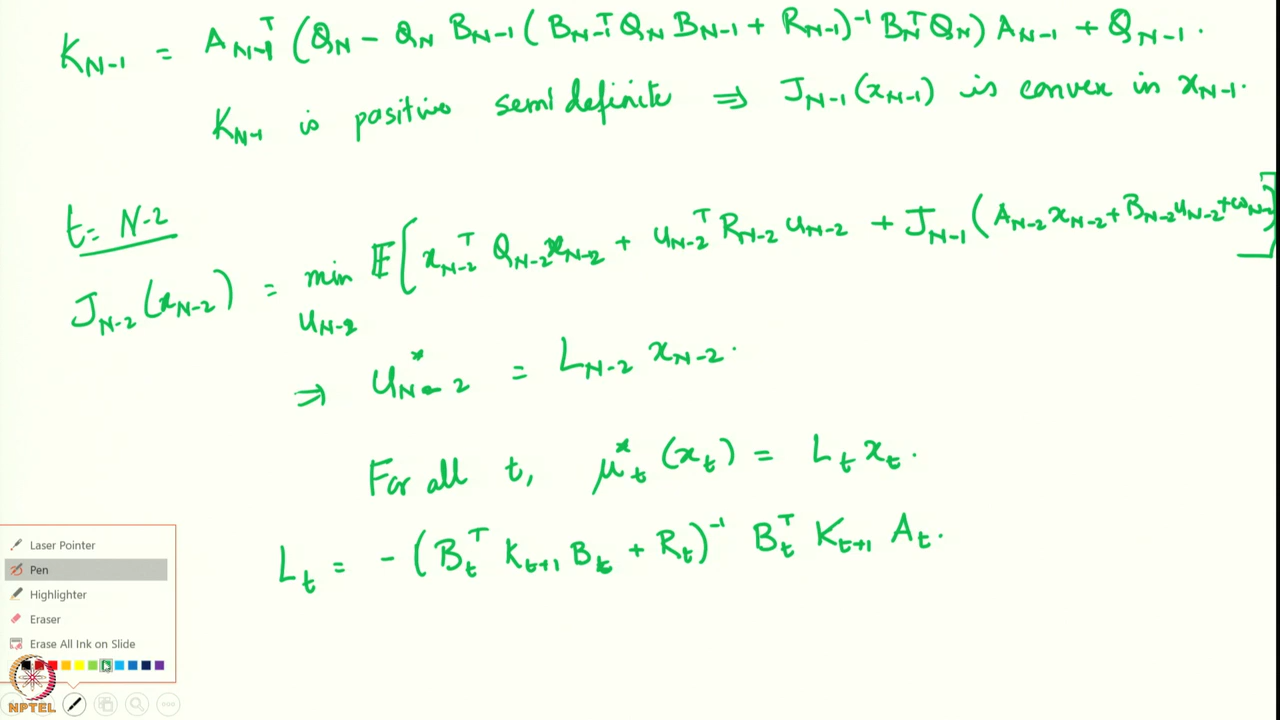 K_{N-1} = A_{N-1}^T (Q_N - Q_N B_{N-1} (B_{N-1}^T Q_N B_{N-1} + R_{N-1})^{-1} B_N^T Q_N) A_{N-1} + Q_{N-1}.
K_{N-1} is positive semidefinite ⇒ J_{N-1}(x_{N-1}) is convex in x_{N-1}.
t = N-2
J_{N-2}(x_{N-2}) = min_{u_{N-2}} E[x_{N-2}^T Q_{N-2} x_{N-2} + u_{N-2}^T R_{N-2} u_{N-2} + J_{N-1}(A_{N-2} x_{N-2} + B_{N-2} u_{N-2} + ω_{N-2})]
⇒ u_{N-2}^* = L_{N-2} x_{N-2}.
For all t, μ_t^*(x_t) = L_t x_t.
L_t = -(B_t^T K_{t+1} B_t + R_t)^{-1} B_t^T K_{t+1} A_t.
Laser Pointer
Pen
Highlighter
Eraser
Erase All Ink on Slide
NPTEL